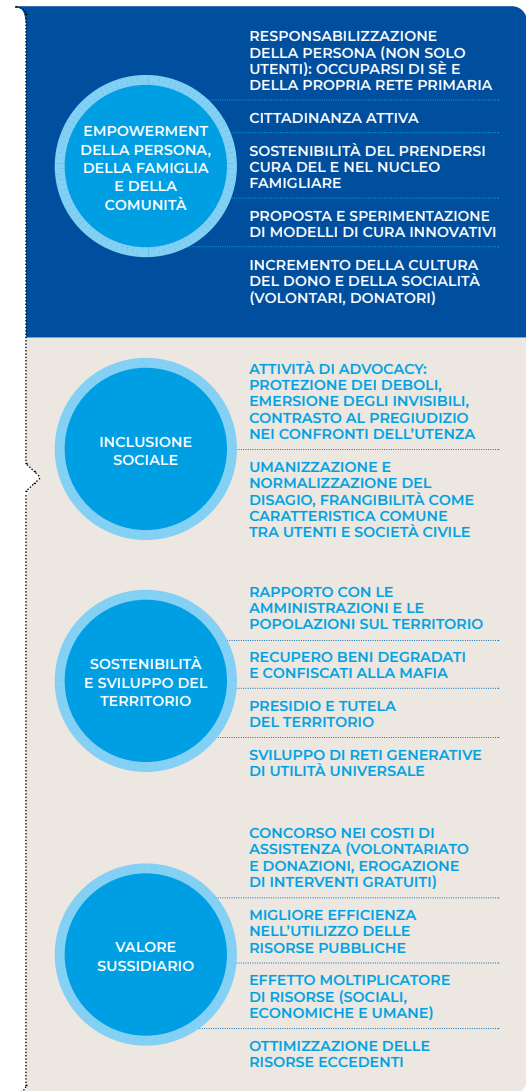 EMPOWERMENT
DELLA PERSONA,
DELLA FAMIGLIA
E DELLA
COMUNITÀ
RESPONSABILIZZAZIONE
DELLA PERSONA (NON SOLO
UTENTI): OCCUPARSI DI SÈ E
DELLA PROPRIA RETE PRIMARIA
CITTADINANZA ATTIVA
SOSTENIBILITÀ DEL PRENDERSI
CURA DEL E NEL NUCLEO
FAMIGLIARE
PROPOSTA E SPERIMENTAZIONE
DI MODELLI DI CURA INNOVATIVI
INCREMENTO DELLA CULTURA
DEL DONO E DELLA SOCIALITÀ
(VOLONTARI, DONATORI)
INCLUSIONE
SOCIALE
ATTIVITÀ DI ADVOCACY:
PROTEZIONE DEI DEBOLI,
EMERSIONE DEGLI INVISIBILI,
CONTRASTO AL PREGIUDIZIO
NEI CONFRONTI DELL’UTENZA
UMANIZZAZIONE E
NORMALIZZAZIONE DEL
DISAGIO, FRANGIBILITÀ COME
CARATTERISTICA COMUNE
TRA UTENTI E SOCIETÀ CIVILE
SOSTENIBILITÀ
E SVILUPPO DEL
TERRITORIO
RAPPORTO CON LE
AMMINISTRAZIONI E LE
POPOLAZIONI SUL TERRITORIO
RECUPERO BENI DEGRADATI
E CONFISCATI ALLA MAFIA
PRESIDIO E TUTELA
DEL TERRITORIO
SVILUPPO DI RETI GENERATIVE
DI UTILITÀ UNIVERSALE
VALORE
SUSSIDIARIO
CONCORSO NEI COSTI DI
ASSISTENZA (VOLONTARIATO
E DONAZIONI, EROGAZIONE
DI INTERVENTI GRATUITI)
MIGLIORE EFFICIENZA
NELL’UTILIZZO DELLE
RISORSE PUBBLICHE
EFFETTO MOLTIPLICATORE
DI RISORSE (SOCIALI,
ECONOMICHE E UMANE)
OTTIMIZZAZIONE DELLE
RISORSE ECCEDENTI